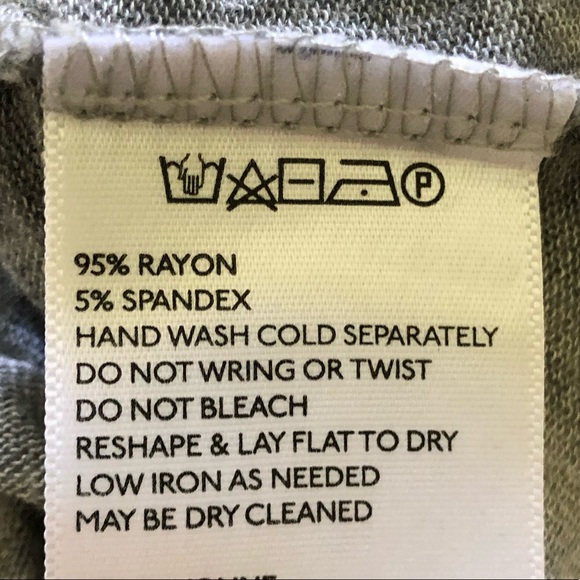 P
95% RAYON
5% SPANDEX
HAND WASH COLD SEPARATELY
DO NOT WRING OR TWIST
DO NOT BLEACH
RESHAPE & LAY FLAT TO DRY
LOW IRON AS NEEDED
MAY BE DRY CLEANED